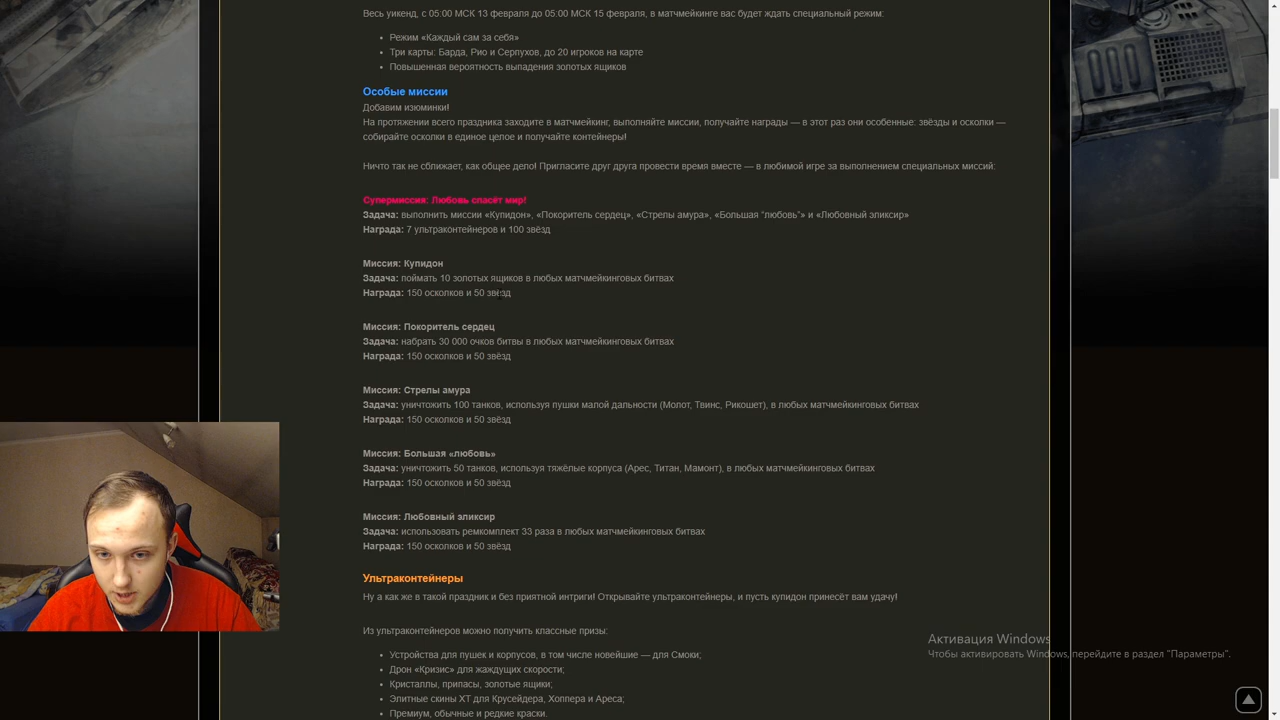 Весь уикенд, с 05:00 МСК 13 февраля до 05:00 МСК 15 февраля, в матчмейкинге вас будет ждать специальный режим:
Режим «Каждый сам за себя»
Три карты: Барда, Рио и Серпухов, до 20 игроков на карте
Повышенная вероятность выпадения золотых ящиков
Особые миссии
Добавим изюминки!
На протяжении всего праздника заходите в матчмейкинг, выполняйте миссии, получайте награды — в этот раз они особенные: звёзды и осколки —
собирайте осколки в единое целое и получайте контейнеры!
Ничто так не сближает, как общее дело! Пригласите друг друга провести время вместе — в любимой игре за выполнением специальных миссий:
Супермиссия: Любовь спасёт мир!
Задача: выполнить миссии «Купидон», «Покоритель сердец», «Стрелы амура», «Большая “любовь”» и «Любовный эликсир»
Награда: 7 ультраконтейнеров и 100 звёзд
Миссия: Купидон
Задача: поймать 10 золотых ящиков в любых матчмейкинговых битвах
Награда: 150 осколков и 50 звёзд
Миссия: Покоритель сердец
Задача: набрать 30 000 очков битвы в любых матчмейкинговых битвах
Награда: 150 осколков и 50 звёзд
Миссия: Стрелы амура
Задача: уничтожить 100 танков, используя пушки малой дальности (Молот, Твинс, Рикошет), в любых матчмейкинговых битвах
Награда: 150 осколков и 50 звёзд
Миссия: Большая «любовь»
Задача: уничтожить 50 танков, используя тяжёлые корпуса (Арес, Титан, Мамонт), в любых матчмейкинговых битвах
Награда: 150 осколков и 50 звёзд
Миссия: Любовный эликсир
Задача: использовать ремкомплект 33 раза в любых матчмейкинговых битвах
Награда: 150 осколков и 50 звёзд
Ультраконтейнеры
Ну а как же в такой праздник и без приятной интриги! Открывайте ультраконтейнеры, и пусть купидон принесёт вам удачу!
Из ультраконтейнеров можно получить классные призы:
Устройства для пушек и корпусов, в том числе новейшие — для Смоки;
Дрон «Кризис» для жаждущих скорости;
Кристаллы, припасы, золотые ящики;
Элитные скины XT для Крусейдера, Хоппера и Ареса;
Премиум, обычные и редкие краски.
Активация Windows
Чтобы активировать Windows, перейдите в раздел "Параметры".